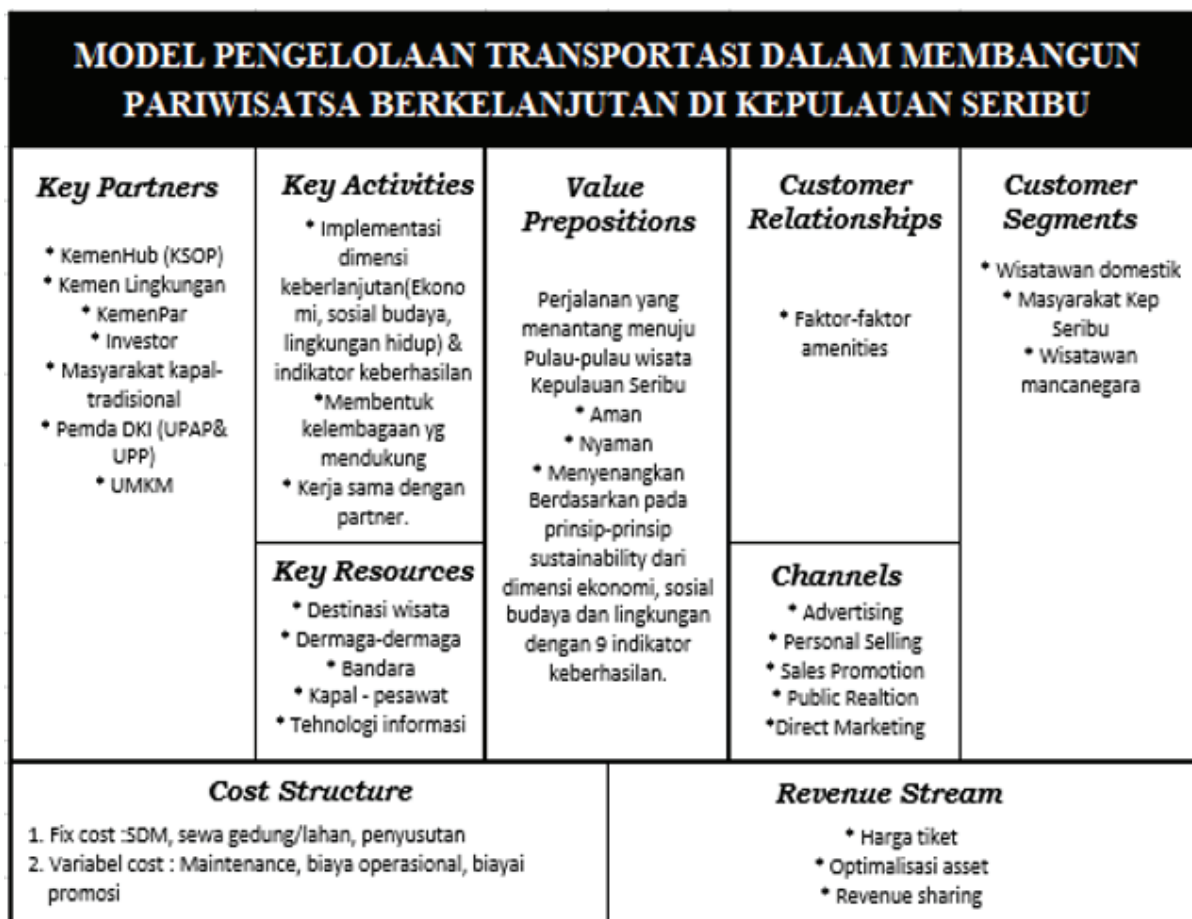 MODEL PENGELOLAAN TRANSPORTASI DALAM MEMBANGUN
PARIWISATSA BERKELANJUTAN DI KEPULAUAN SERIBU
Key Partners
* KemenHub (KSOP)
* Kemen Lingkungan
* KemenPar
* Investor
* Masyarakat kapal-
tradisional
* Pemda DKI (UPAP&
UPP)
* UMKM
Key Activities
* Implementasi
dimensi
keberlanjutan(Ekono
mi, sosial budaya,
lingkungan hidup) &
indikator keberhasilan
*Membentuk
kelembagaan yg
mendukung
* Kerja sama dengan
partner.
Key Resources
* Destinasi wisata
* Dermaga-dermaga
* Bandara
* Kapal - pesawat
* Tehnologi informasi
Value
Prepositions
Perjalanan yang
menantang menuju
Pulau-pulau wisata
Kepulauan Seribu
* Aman
* Nyaman
* Menyenangkan
Berdasarkan pada
prinsip-prinsip
sustainability dari
dimensi ekonomi, sosial
budaya dan lingkungan
dengan 9 indikator
keberhasilan.
Customer
Relationships
* Faktor-faktor
amenities
Channels
* Advertising
* Personal Selling
* Sales Promotion
* Public Realtion
*Direct Marketing
Customer
Segments
* Wisatawan domestik
* Masyarakat Kep
Seribu
* Wisatawan
mancanegara
Cost Structure
1. Fix cost :SDM, sewa gedung/lahan, penyusutan
2. Variabel cost : Maintenance, biaya operasional, biayai
promosi
Revenue Stream
* Harga tiket
* Optimalisasi asset
* Revenue sharing